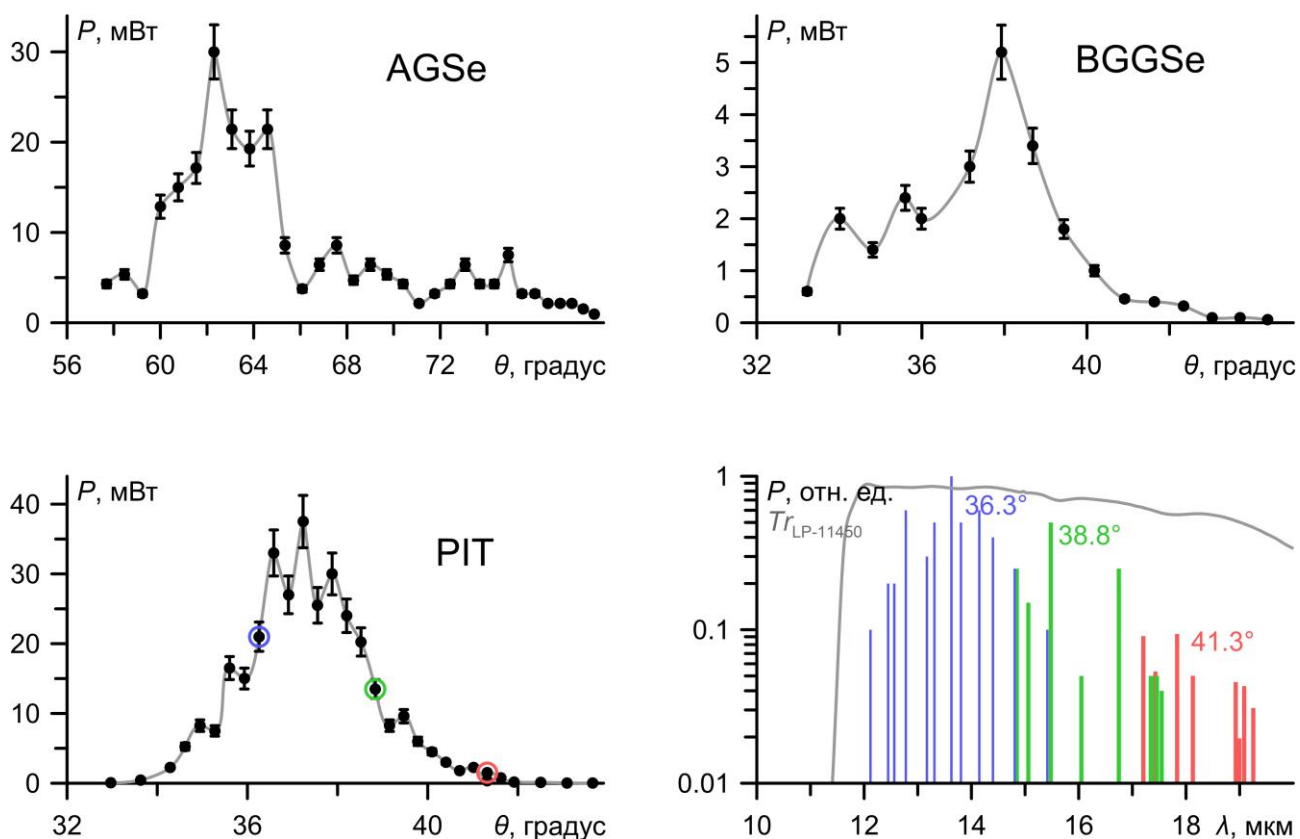 P, мВт
AGSe
30
20
10
0
56 60 64 68 72 θ, градус
P, мВт
BGGSe
5
4
3
2
1
0
32 36 40 θ, градус
P, мВт
PIT
40
30
20
10
0
32 36 40 θ, градус
1
P, отн. ед.
Tr LP-11450
36.3°
38.8°
0.1
41.3°
0.01
10 12 14 16 18 λ, мкм